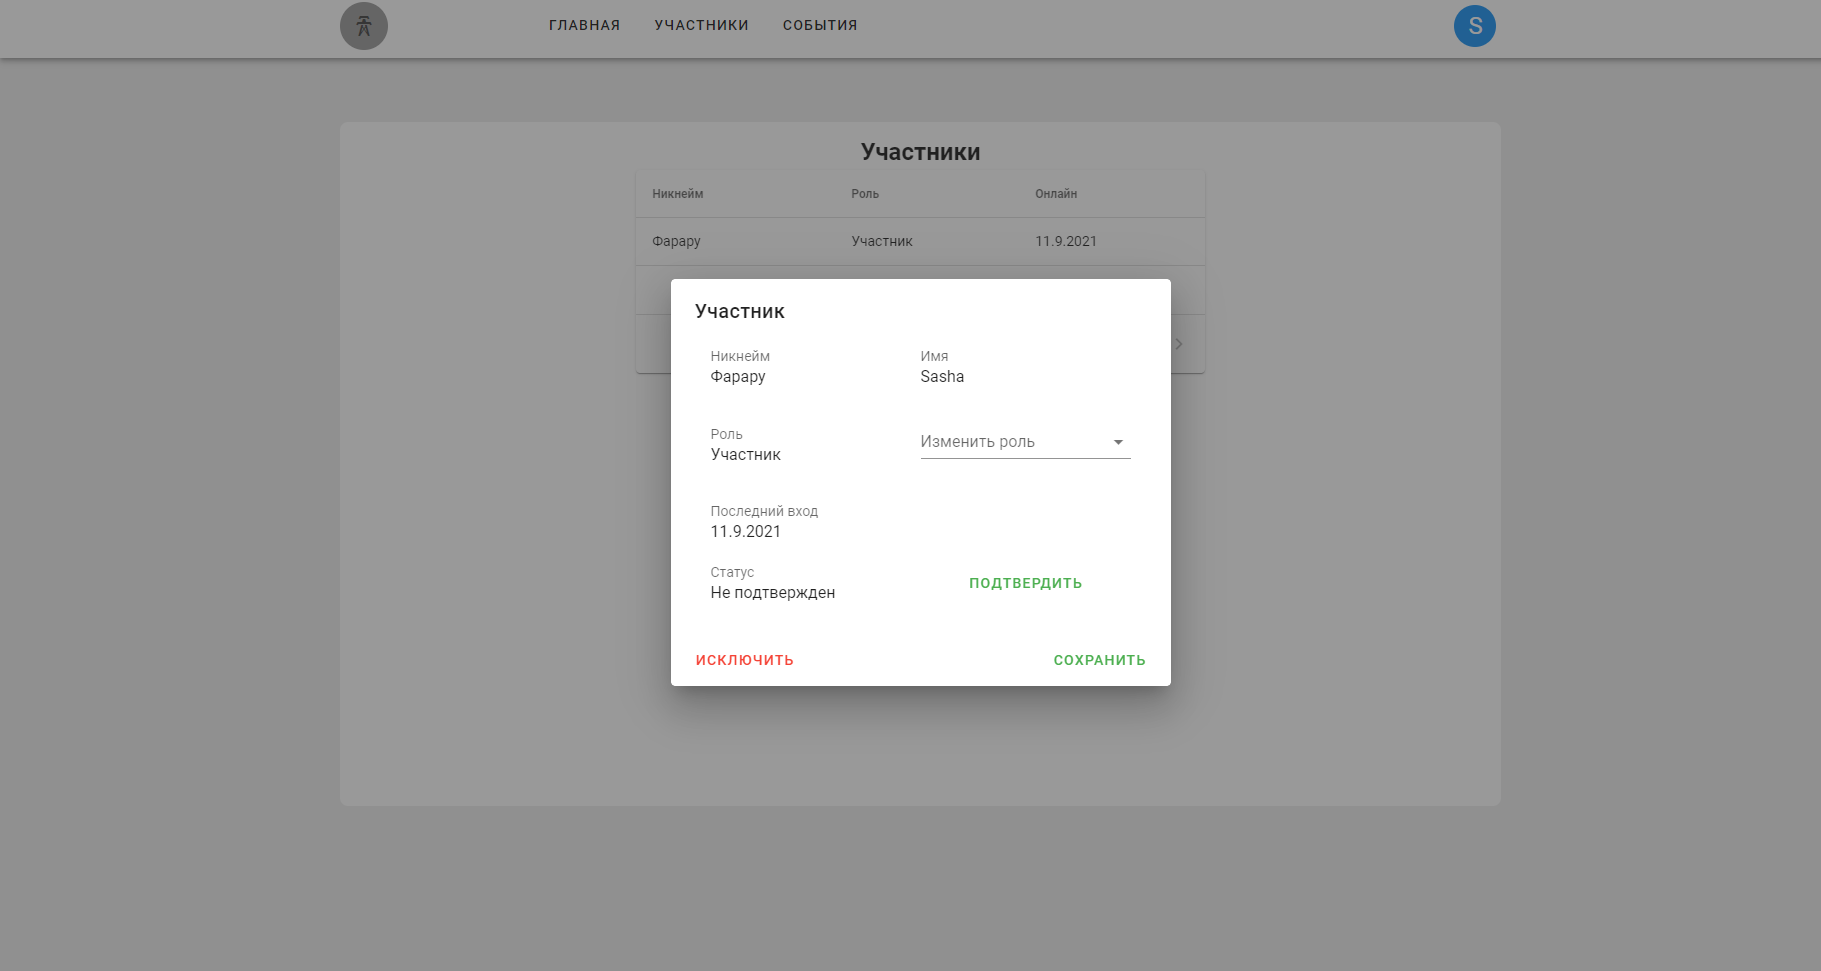 ГЛАВНАЯ УЧАСТНИКИ СОБЫТИЯ S
Участники
Никнейм Роль Онлайн
Фарару Участник 11.9.2021
Участник
Никнейм Имя
Фарару Sasha
Роль Изменить роль
Участник
Последний вход
11.9.2021
Статус ПОДТВЕРДИТЬ
Не подтвержден
ИСКЛЮЧИТЬ СОХРАНИТЬ